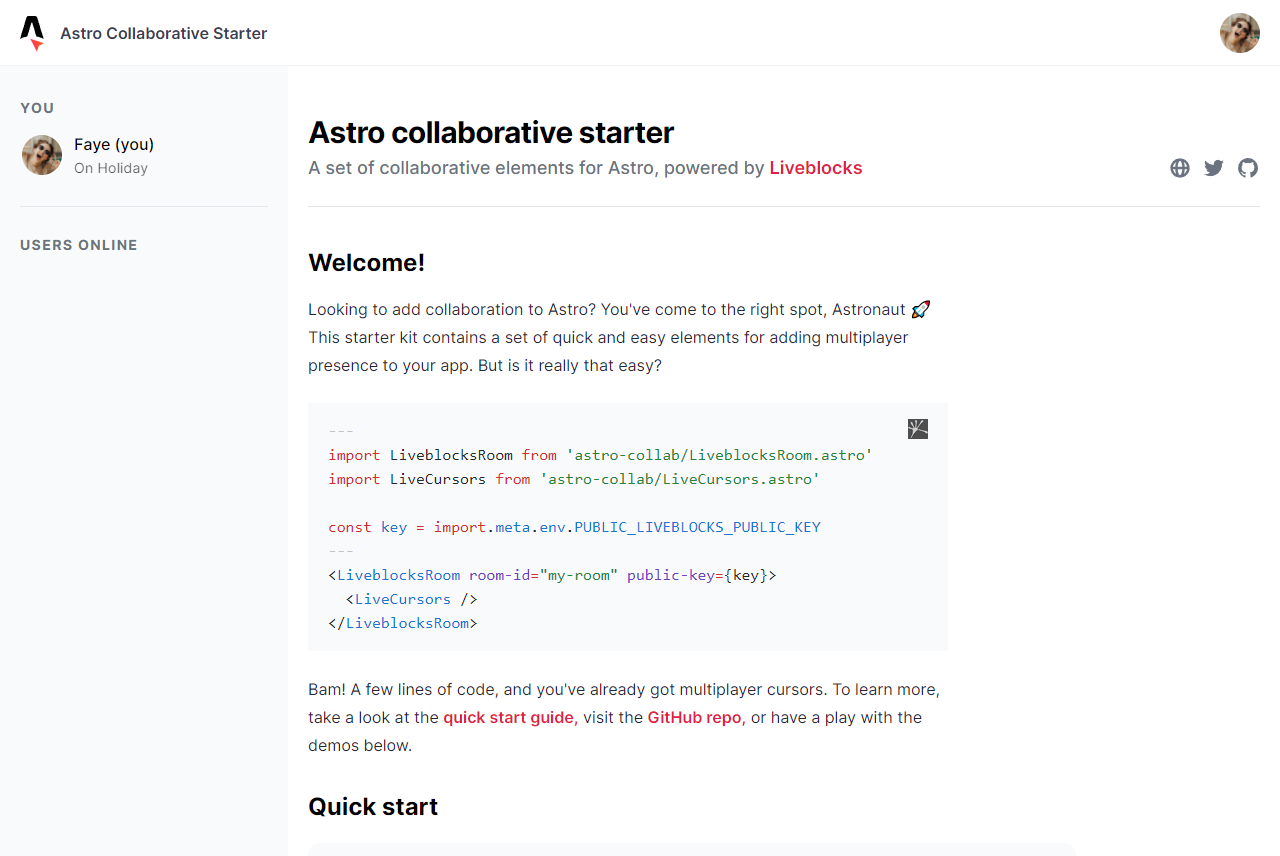 Astro Collaborative Starter
YOU
Faye (you)
On Holiday
USERS ONLINE
Astro collaborative starter
A set of collaborative elements for Astro, powered by Liveblocks
Welcome!
Looking to add collaboration to Astro? You've come to the right spot, Astronaut 🚀
This starter kit contains a set of quick and easy elements for adding multiplayer
presence to your app. But is it really that easy?
---
import LiveblocksRoom from 'astro-collab/LiveblocksRoom.astro'
import LiveCursors from 'astro-collab/LiveCursors.astro'
const key = import.meta.env.PUBLIC_LIVEBLOCKS_PUBLIC_KEY
---
<LiveblocksRoom room-id="my-room" public-key={key}>
  <LiveCursors />
</LiveblocksRoom>
Bam! A few lines of code, and you've already got multiplayer cursors. To learn more,
take a look at the quick start guide, visit the GitHub repo, or have a play with the
demos below.
Quick start